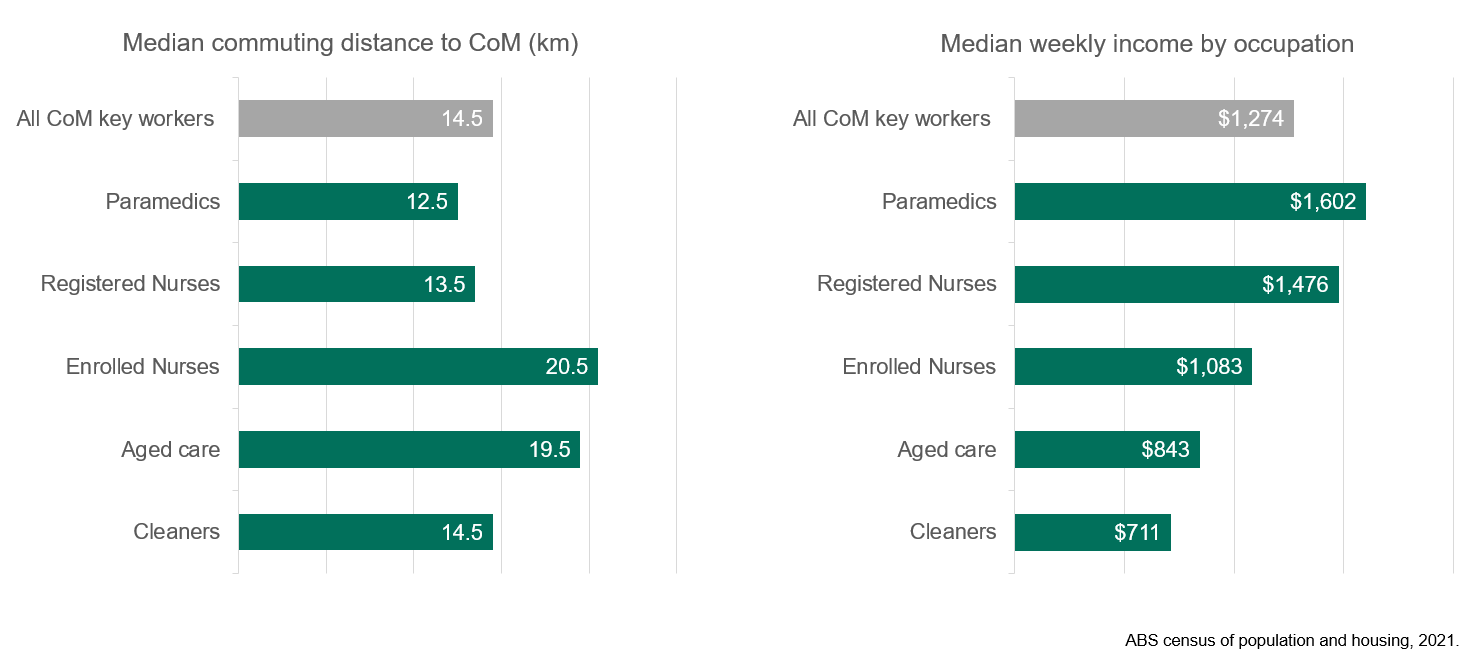 Median commuting distance to CoM (km)
All CoM key workers 14.5
Paramedics 12.5
Registered Nurses 13.5
Enrolled Nurses 20.5
Aged care 19.5
Cleaners 14.5
Median weekly income by occupation
All CoM key workers $1,274
Paramedics $1,602
Registered Nurses $1,476
Enrolled Nurses $1,083
Aged care $843
Cleaners $711
ABS census of population and housing, 2021.